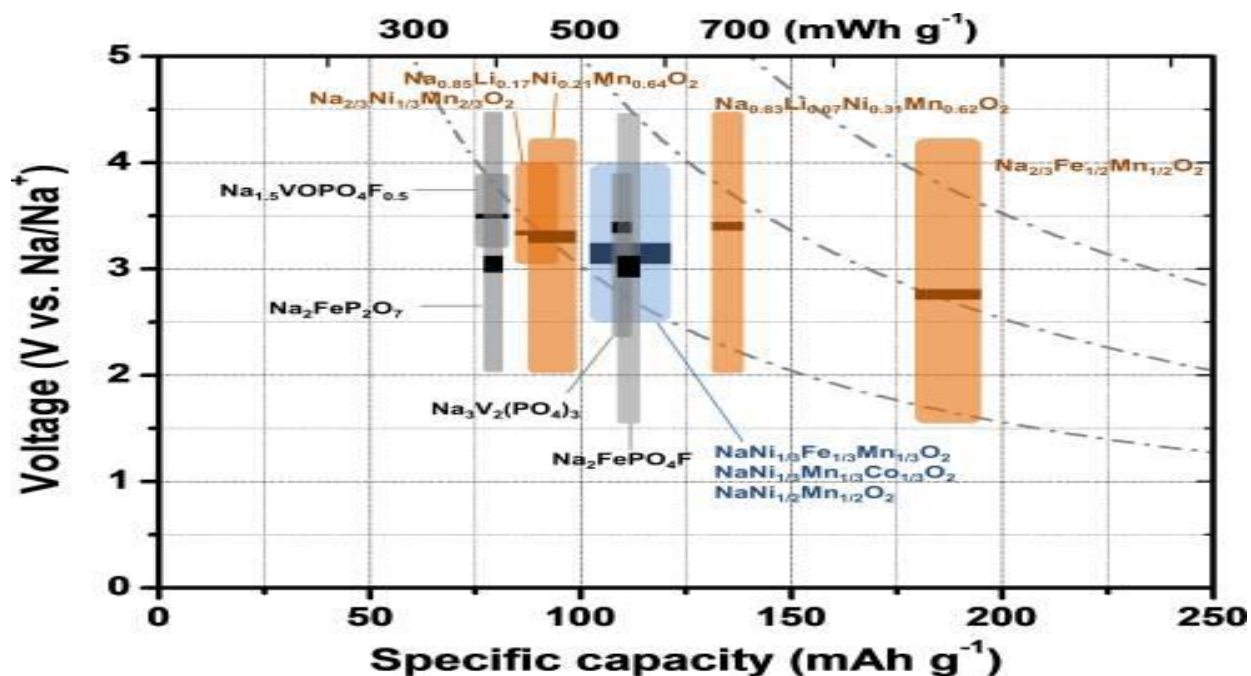 300 500 700 (mWh g⁻¹)
5
Na₀.₈₅Li₀.₁₇Ni₀.₂₁Mn₀.₆₄O₂
Na₂/₃Ni₁/₃Mn₂/₃O₂
Na₀.₈₃Li₀.₀₇Ni₀.₃₁Mn₀.₆₂O₂
4
Na₂/₃Fe₁/₂Mn₁/₂O₂
Na₁.₅VOPO₄F₀.₅
3
Na₂FeP₂O₇
2
Na₃V₂(PO₄)₃
Na₂FePO₄F
NaNi₁/₃Fe₁/₃Mn₁/₃O₂
NaNi₁/₃Mn₁/₃Co₁/₃O₂
NaNi₁/₂Mn₁/₂O₂
1
0
Voltage (V vs. Na/Na⁺)
0 50 100 150 200 250
Specific capacity (mAh g⁻¹)